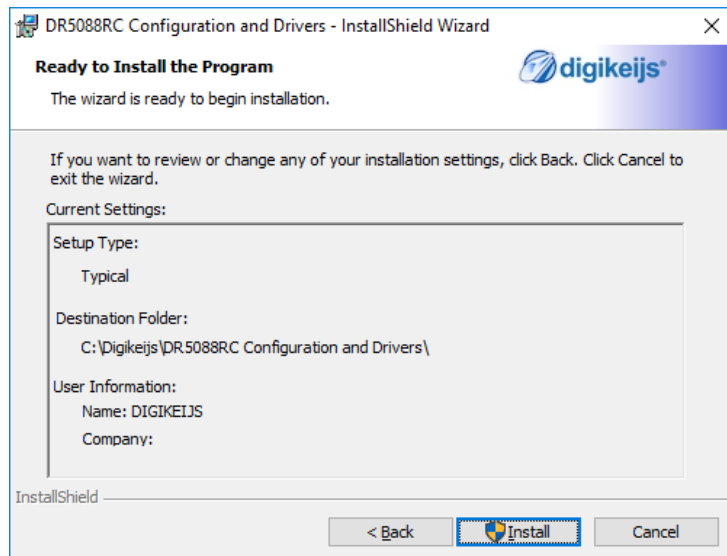 DR5088RC Configuration and Drivers - InstallShield Wizard
Ready to Install the Program
digikeijs®
The wizard is ready to begin installation.
If you want to review or change any of your installation settings, click Back. Click Cancel to
exit the wizard.
Current Settings:
Setup Type:
Typical
Destination Folder:
C:\Digikeijs\DR5088RC Configuration and Drivers\
User Information:
Name: DIGIKEIJS
Company:
InstallShield
< Back
Install
Cancel